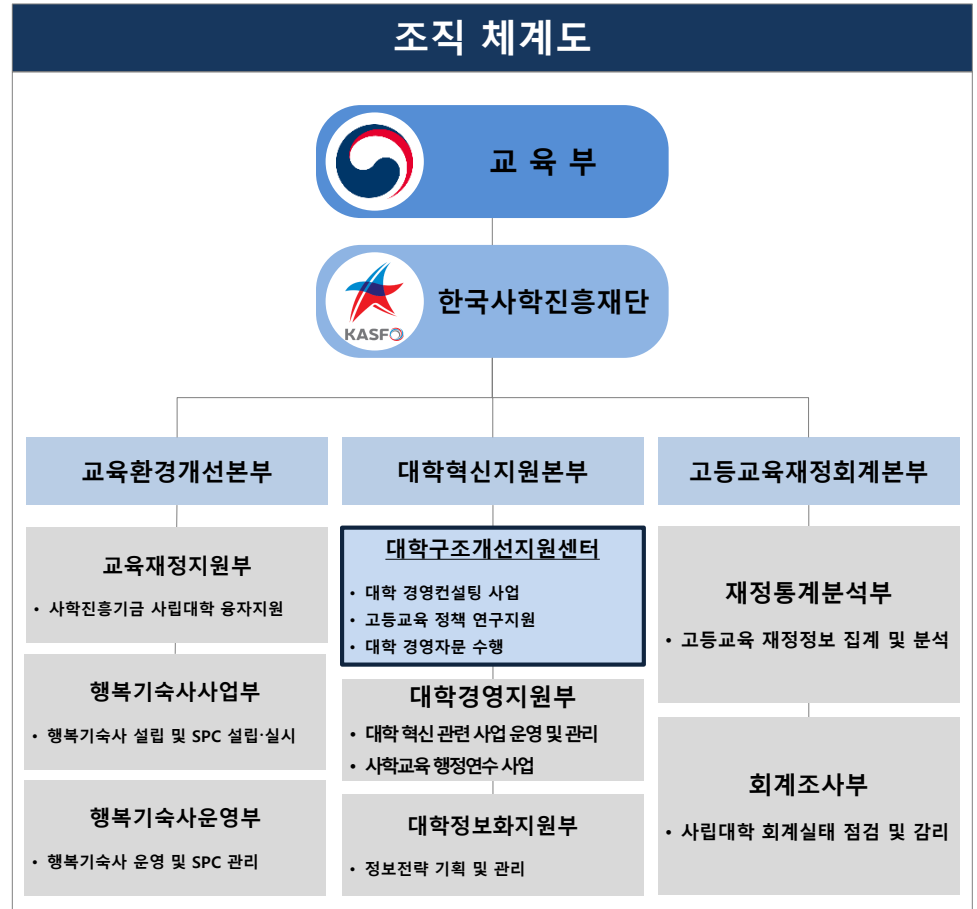 조직 체계도
교 육 부
KASFO
한국사학진흥재단
교육환경개선본부
교육재정지원부
• 사학진흥기금 사립대학 융자지원
행복기숙사사업부
• 행복기숙사 설립 및 SPC 설립·실시
행복기숙사운영부
• 행복기숙사 운영 및 SPC 관리
대학혁신지원본부
대학구조개선지원센터
• 대학 경영컨설팅 사업
• 고등교육 정책 연구지원
• 대학 경영자문 수행
대학경영지원부
• 대학 혁신 관련 사업 운영 및 관리
• 사학교육 행정연수 사업
대학정보화지원부
• 정보전략 기획 및 관리
고등교육재정회계본부
재정통계분석부
• 고등교육 재정정보 집계 및 분석
회계조사부
• 사립대학 회계실태 점검 및 감리